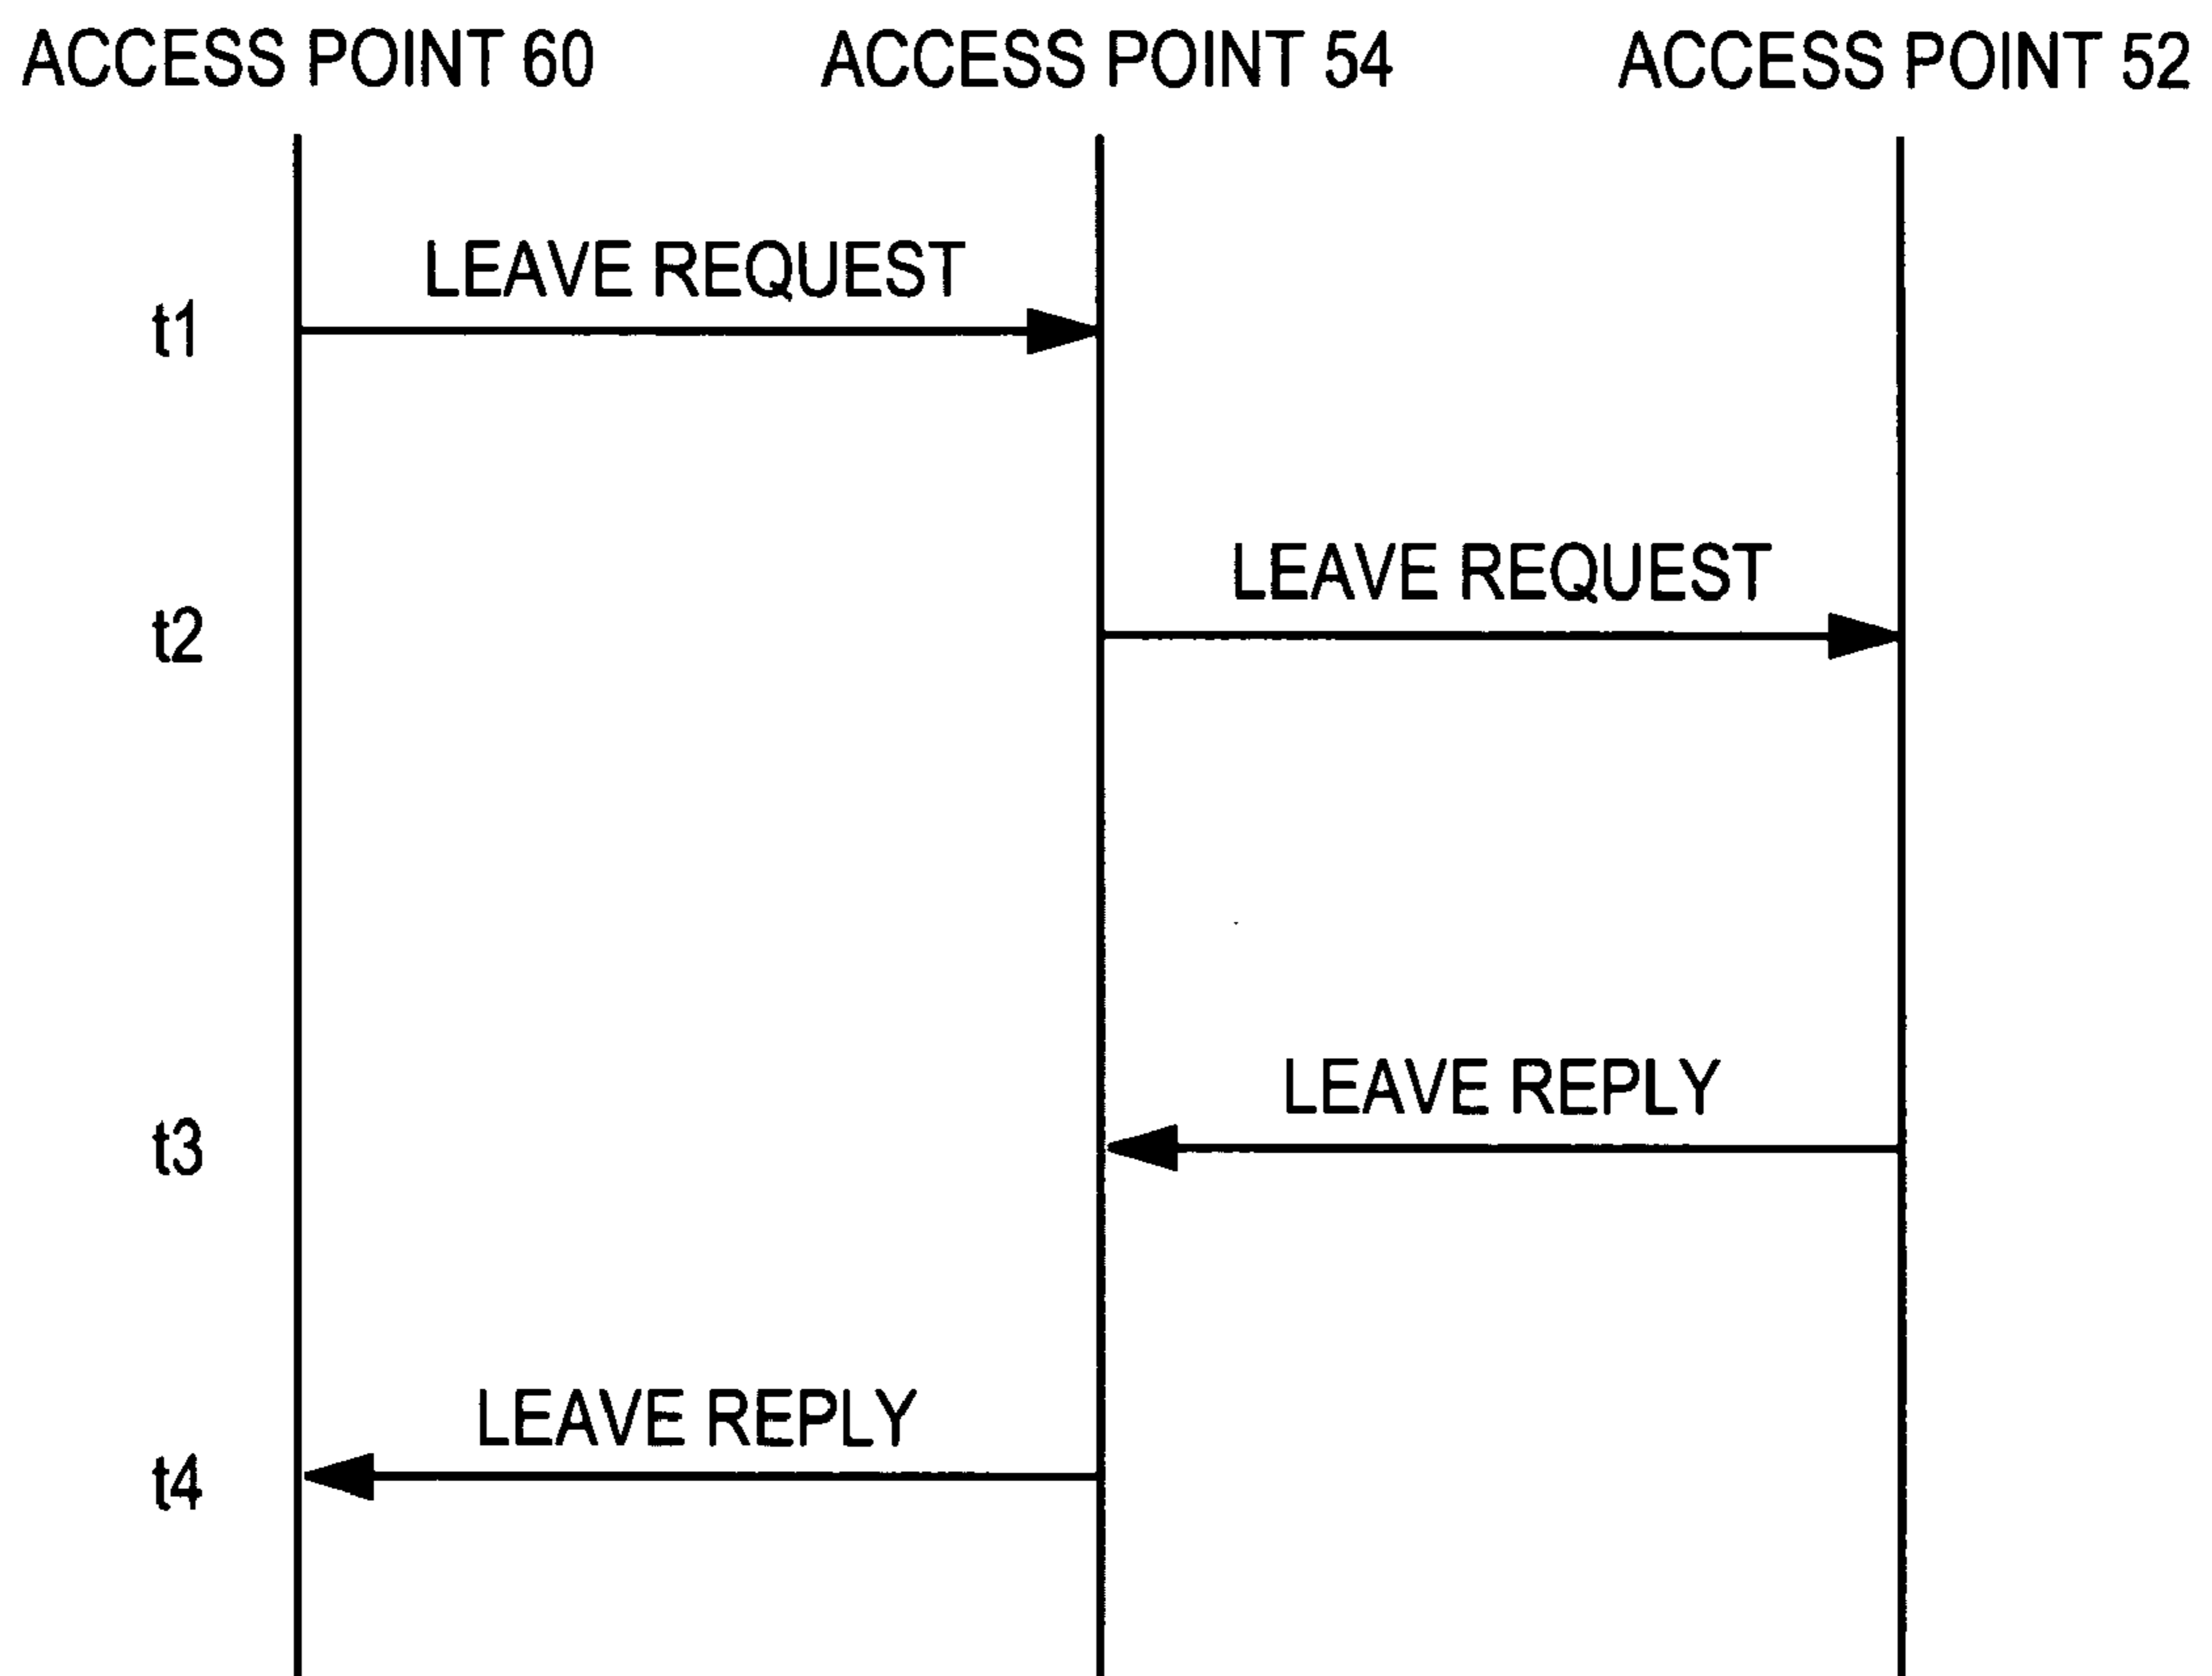 ACCESS POINT 60 ACCESS POINT 54 ACCESS POINT 52
LEAVE REQUEST
t1
LEAVE REQUEST
t2
LEAVE REPLY
t3
LEAVE REPLY
t4